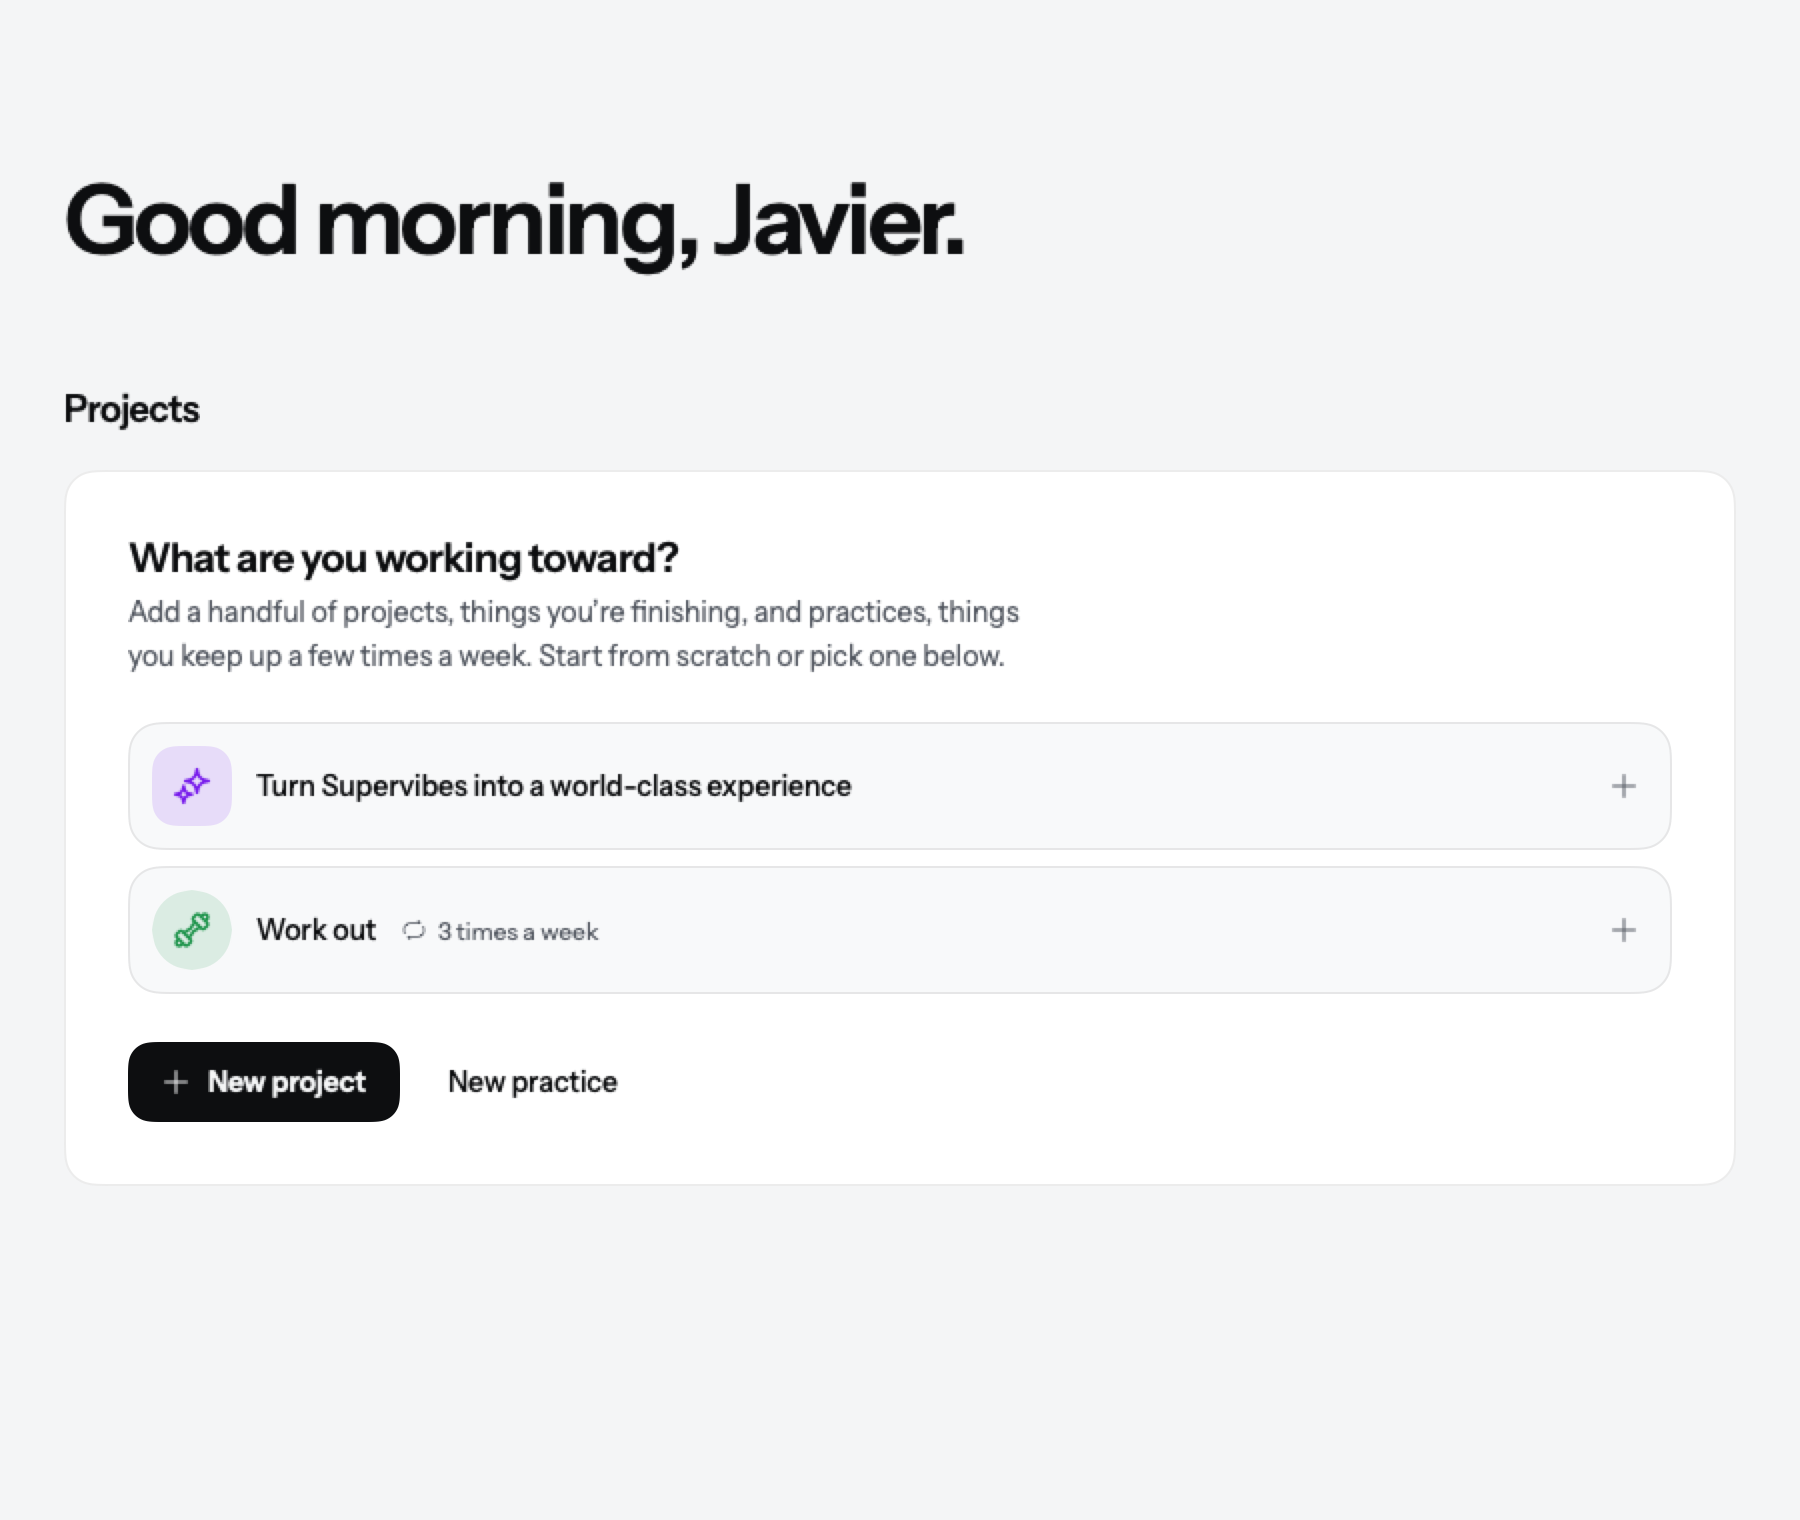 Good morning, Javier.
Projects
What are you working toward?
Add a handful of projects, things you’re finishing, and practices, things
you keep up a few times a week. Start from scratch or pick one below.
Turn Supervibes into a world-class experience
Work out 3 times a week
New project New practice